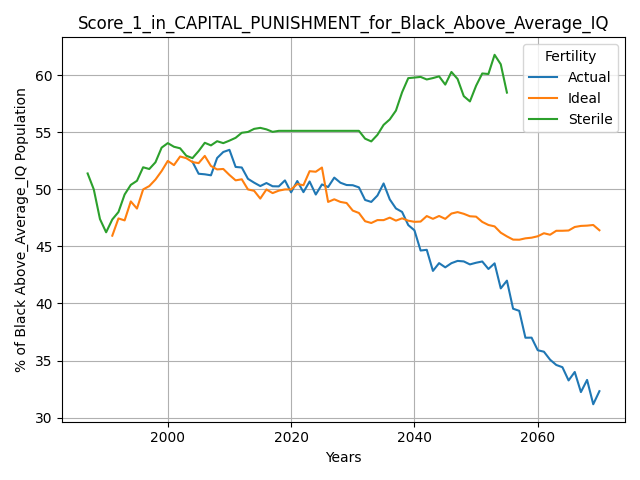 Score_1_in_CAPITAL_PUNISHMENT_for_Black_Above_Average_IQ
Fertility
Actual
Ideal
Sterile
% of Black Above_Average_IQ Population
60
55
50
45
40
35
30
2000
2020
2040
2060
Years